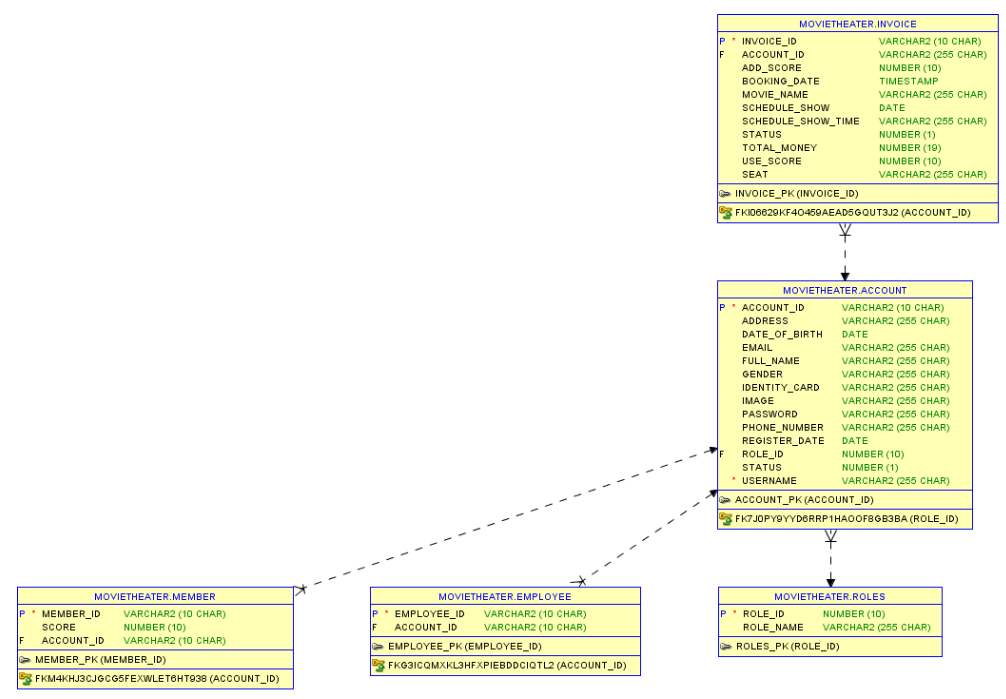 MOVIETHEATER.INVOICE
P * INVOICE_ID VARCHAR2 (10 CHAR)
F ACCOUNT_ID VARCHAR2 (255 CHAR)
ADD_SCORE NUMBER (10)
BOOKING_DATE TIMESTAMP
MOVIE_NAME VARCHAR2 (255 CHAR)
SCHEDULE_SHOW DATE
SCHEDULE_SHOW_TIME VARCHAR2 (255 CHAR)
STATUS NUMBER (1)
TOTAL_MONEY NUMBER (19)
USE_SCORE NUMBER (10)
SEAT VARCHAR2 (255 CHAR)
INVOICE_PK (INVOICE_ID)
FKI06629KF4O459AEAD5GQUT3J2 (ACCOUNT_ID)
MOVIETHEATER.ACCOUNT
P * ACCOUNT_ID VARCHAR2 (10 CHAR)
ADDRESS VARCHAR2 (255 CHAR)
DATE_OF_BIRTH DATE
EMAIL VARCHAR2 (255 CHAR)
FULL_NAME VARCHAR2 (255 CHAR)
GENDER VARCHAR2 (255 CHAR)
IDENTITY_CARD VARCHAR2 (255 CHAR)
IMAGE VARCHAR2 (255 CHAR)
PASSWORD VARCHAR2 (255 CHAR)
PHONE_NUMBER VARCHAR2 (255 CHAR)
REGISTER_DATE DATE
F ROLE_ID NUMBER (10)
STATUS NUMBER (1)
* USERNAME VARCHAR2 (255 CHAR)
ACCOUNT_PK (ACCOUNT_ID)
FK7J0PY9YYD6RRP1HAOOF8GB3BA (ROLE_ID)
MOVIETHEATER.MEMBER
P * MEMBER_ID VARCHAR2 (10 CHAR)
SCORE NUMBER (10)
F ACCOUNT_ID VARCHAR2 (10 CHAR)
MEMBER_PK (MEMBER_ID)
FKM4KHJ3CJGCG5FEXWLET6HT938 (ACCOUNT_ID)
MOVIETHEATER.EMPLOYEE
P * EMPLOYEE_ID VARCHAR2 (10 CHAR)
F ACCOUNT_ID VARCHAR2 (10 CHAR)
EMPLOYEE_PK (EMPLOYEE_ID)
FKG3ICQMXKL3HFXPIEBDDCIQTL2 (ACCOUNT_ID)
MOVIETHEATER.ROLES
P * ROLE_ID NUMBER (10)
ROLE_NAME VARCHAR2 (255 CHAR)
ROLES_PK (ROLE_ID)